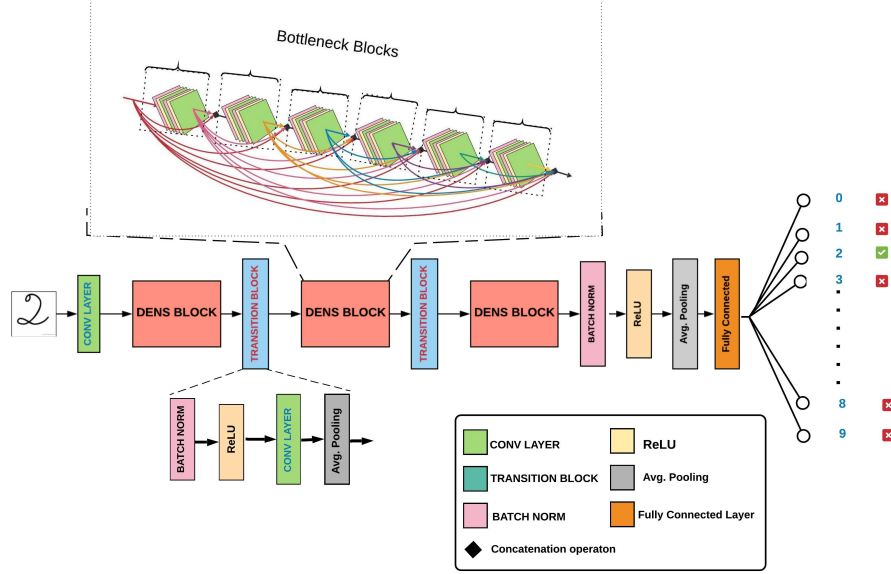 Bottleneck Blocks
0
1
2
3
8
9
2
CONV LAYER
DENS BLOCK
TRANSITION BLOCK
DENS BLOCK
TRANSITION BLOCK
DENS BLOCK
BATCH NORM
ReLU
Avg. Pooling
Fully Connected
BATCH NORM
ReLU
CONV LAYER
Avg. Pooling
CONV LAYER
ReLU
TRANSITION BLOCK
Avg. Pooling
BATCH NORM
Fully Connected Layer
Concatenation operaton